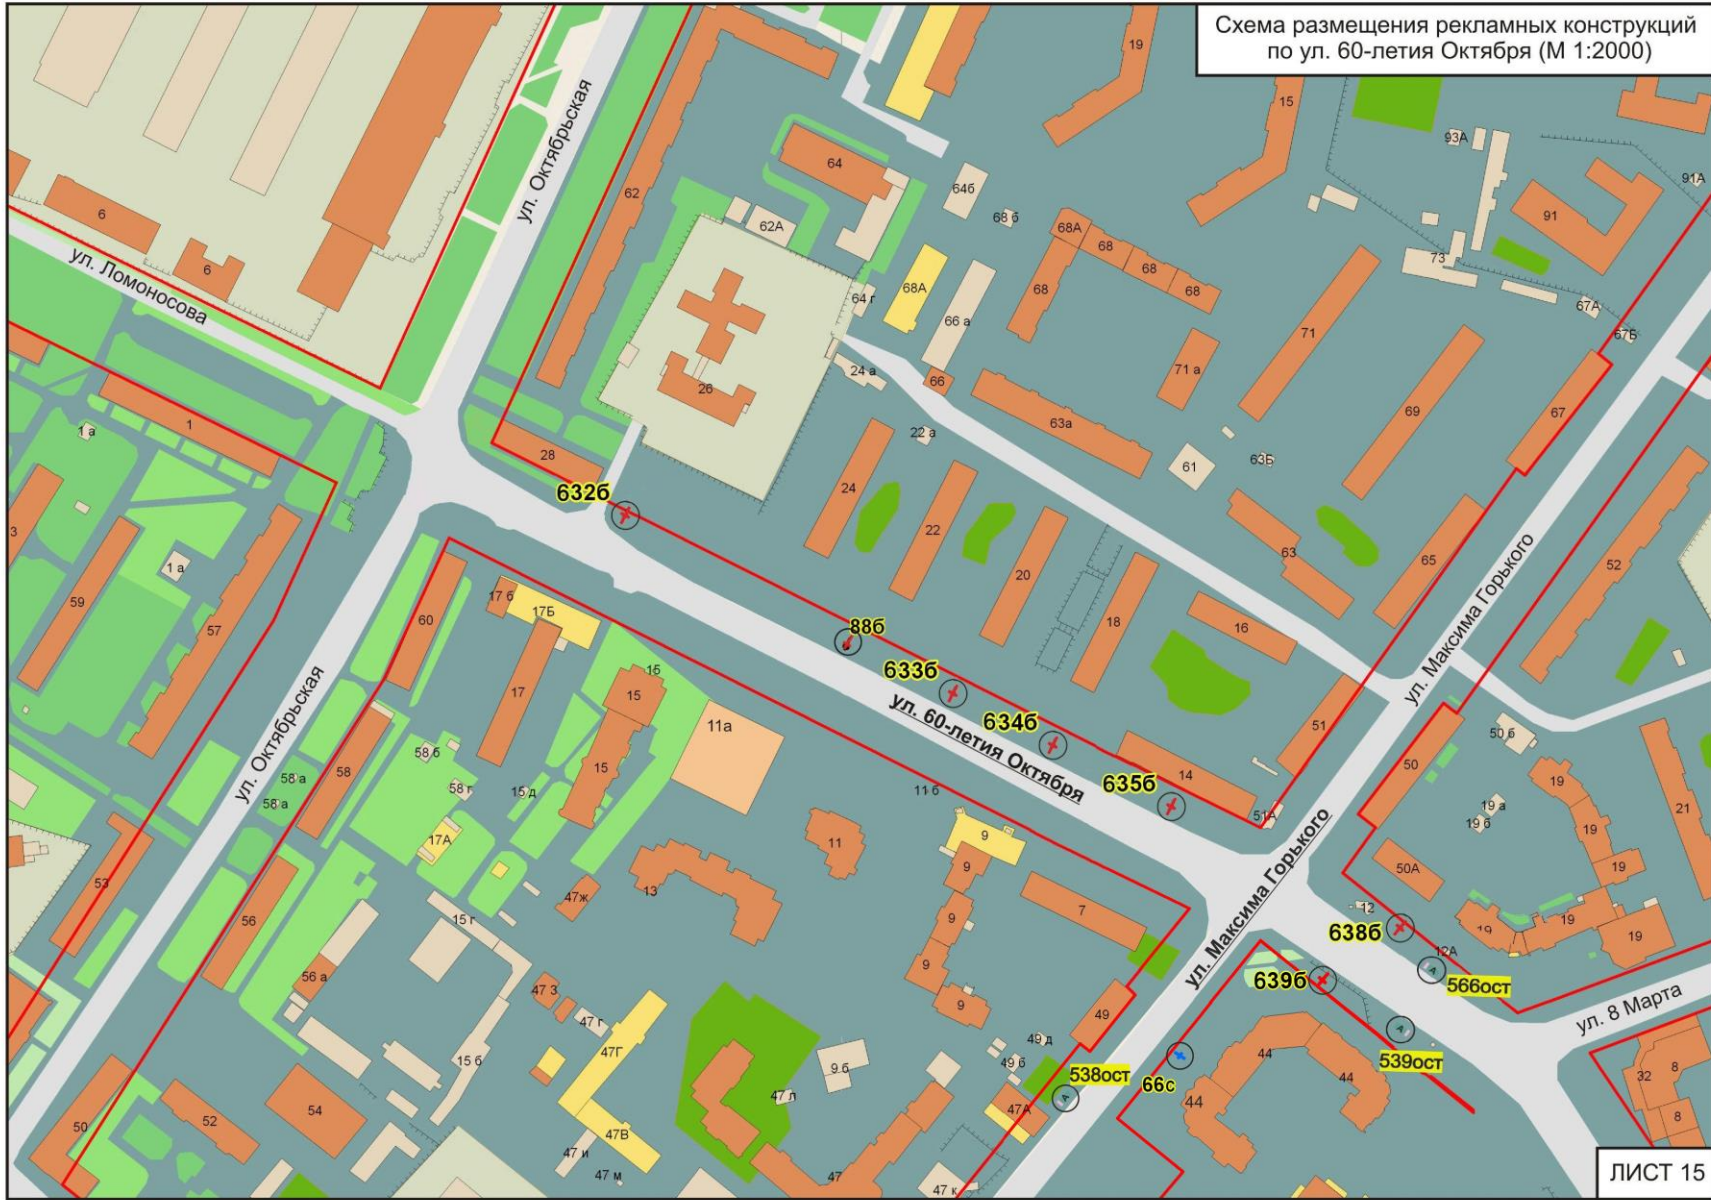 Схема размещения рекламных конструкций
по ул. 60-летия Октября (М 1:2000)
19
15
ул. Октябрьская
62
64
64б
68 б
93А
91А
91
6
6
ул. Ломоносова
62А
68А
68
68
68
68
68А
73
67А
67Б
64 г
66 а
71
71 а
24 а
66
26
69
67
1
1 а
28
63а
22 а
61
63Б
24
632б
22
3
20
63
65
52
1 а
59
57
60
17 б
17Б
18
16
88б
ул. Максима Горького
17
16
15
633б
634б
ул. 60-летия Октября
11а
51
50 б
50
ул. Октябрьская
58
58 б
58 а
58 а
58 г
15 д
15
14
635б
11 б
51А
19
19 а
19 б
19
21
17А
11
9
50А
19
53
13
47ж
9
7
ул. Максима Горького
12
19
19
19
638б
12А
56
15 г
9
56 а
9
9
47 3
47 г
639б
566ост
ул. 8 Марта
49
15 б
47Г
9 б
49 д
49 б
44
44
539ост
32
8
538ост
66с
47 л
47А
44
8
50
52
54
47В
47 и
47 м
47
47 к
ЛИСТ 15